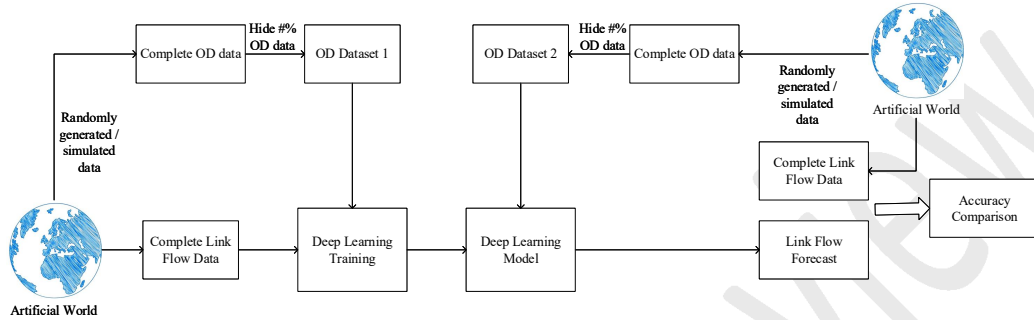 Hide #%
OD data
Complete OD data
OD Dataset 1
Hide #%
OD data
OD Dataset 2
Complete OD data
Randomly
generated /
simulated
data
Randomly
generated /
simulated
data
Artificial World
Complete Link
Flow Data
Accuracy
Comparison
Complete Link
Flow Data
Deep Learning
Training
Deep Learning
Model
Link Flow
Forecast
Artificial World
view